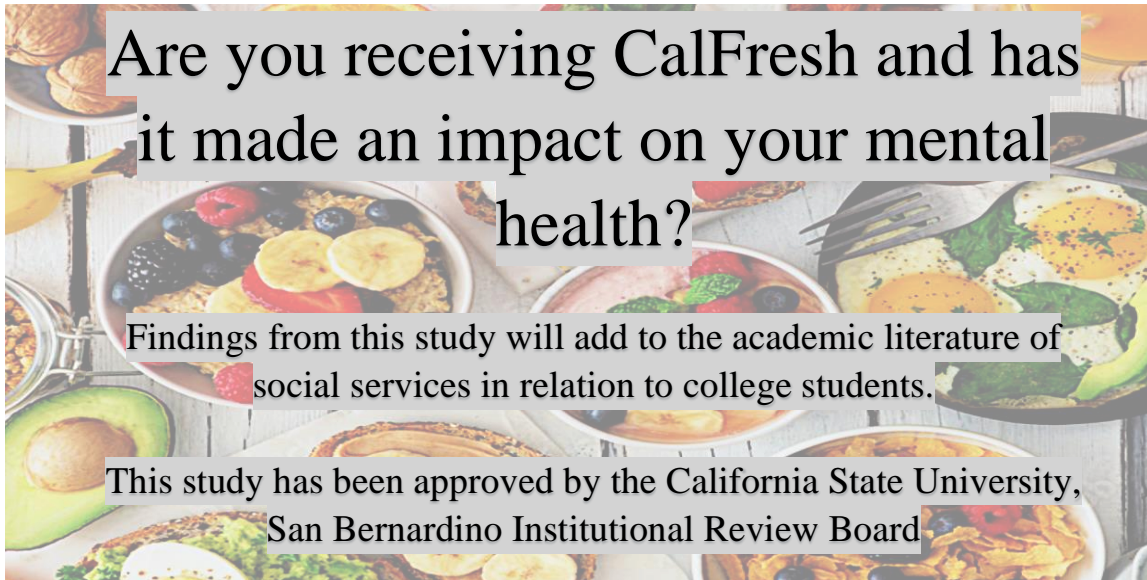 Are you receiving CalFresh and has
it made an impact on your mental
health?
Findings from this study will add to the academic literature of
social services in relation to college students.
This study has been approved by the California State University,
San Bernardino Institutional Review Board